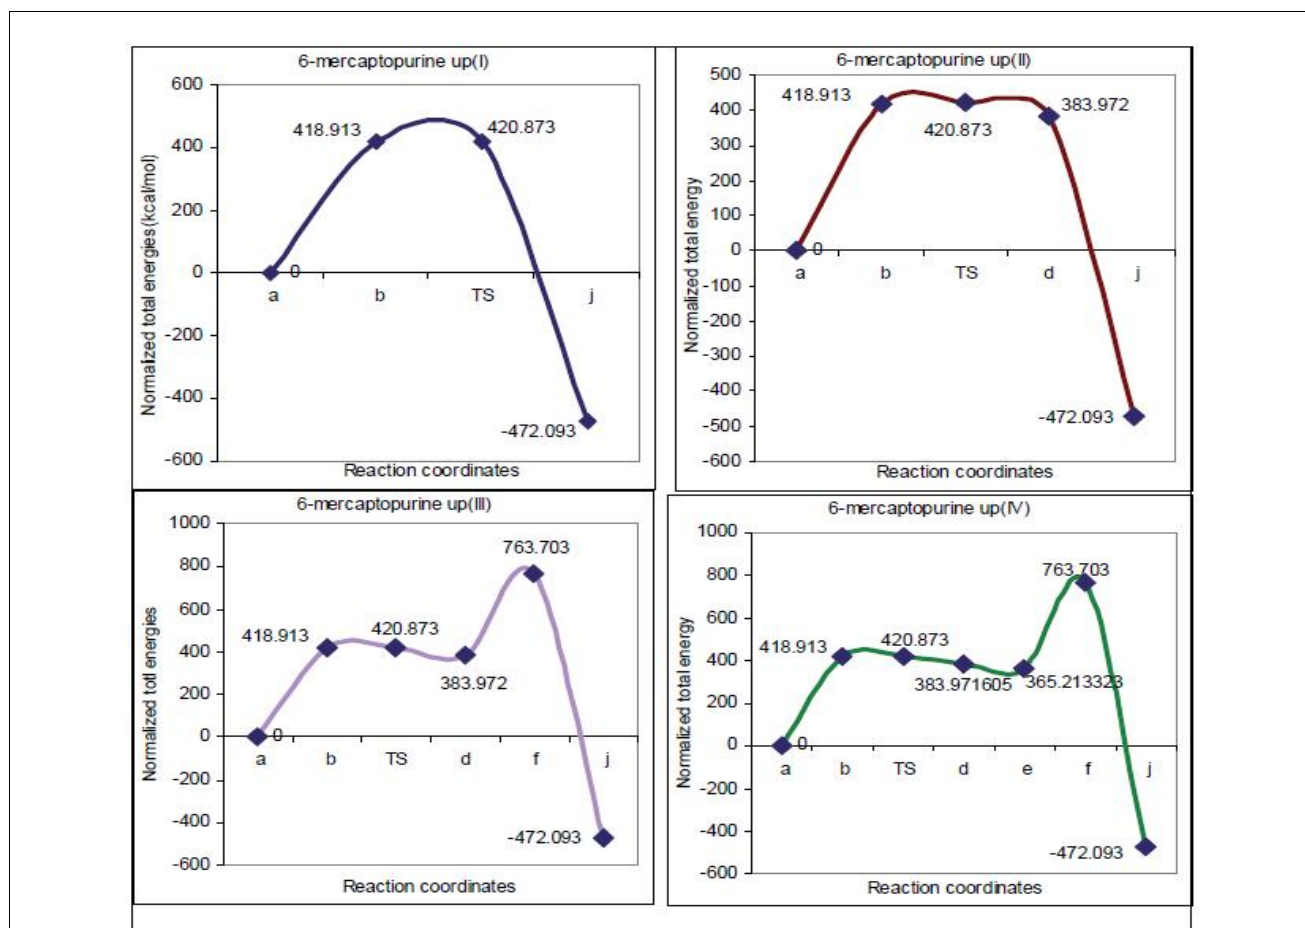 6-mercaptopurine up(I)
Normalized total energies(kcal/mol)
600
400
200
0
-200
-400
-600
418.913
420.873
0
a
b
TS
j
-472.093
Reaction coordinates
6-mercaptopurine up(II)
Normalized total energy
500
400
300
200
100
0
-100
-200
-300
-400
-500
-600
418.913
383.972
420.873
0
a
b
TS
d
j
-472.093
Reaction coordinates
6-mercaptopurine up(III)
Normalized totl energies
1000
800
600
400
200
0
-200
-400
-600
763.703
418.913
420.873
383.972
0
a
b
TS
d
f
j
-472.093
Reaction coordinates
6-mercaptopurine up(IV)
Normalized total energy
1000
800
600
400
200
0
-200
-400
-600
763.703
418.913
420.873
383.971605
365.213323
0
a
b
TS
d
e
f
j
-472.093
Reaction coordinates